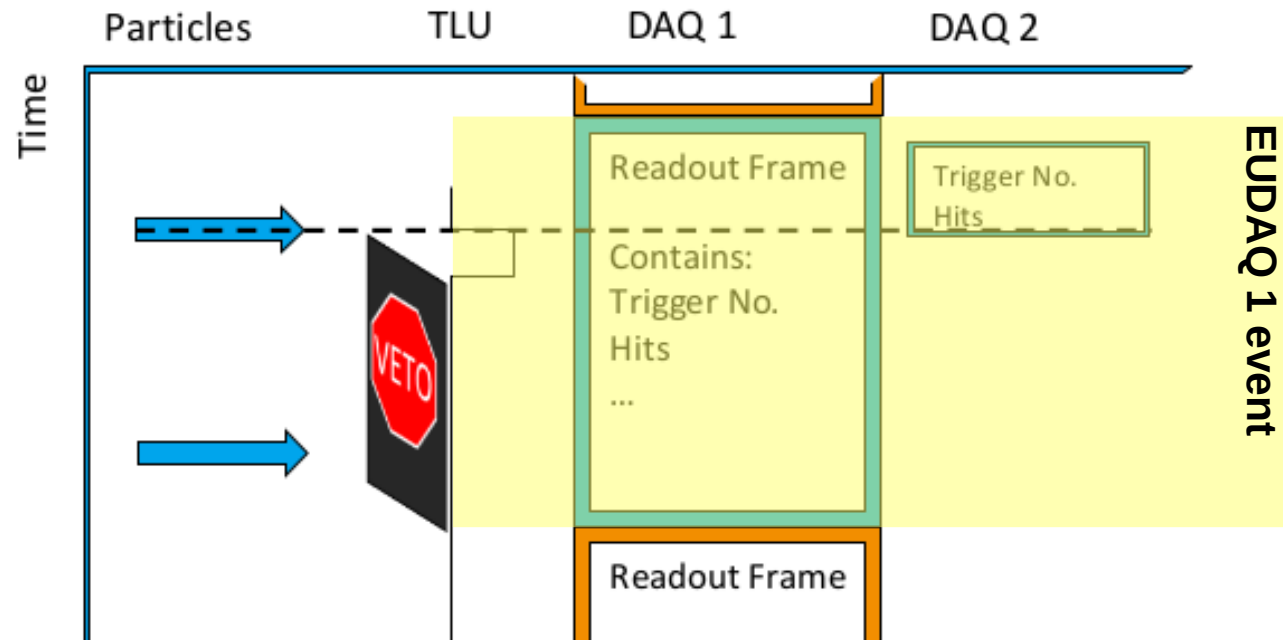 Particles
TLU
DAQ 1
DAQ 2
Time
Readout Frame
Contains:
Trigger No.
Hits
...
Trigger No.
Hits
VETO
EUDAQ 1 event
Readout Frame